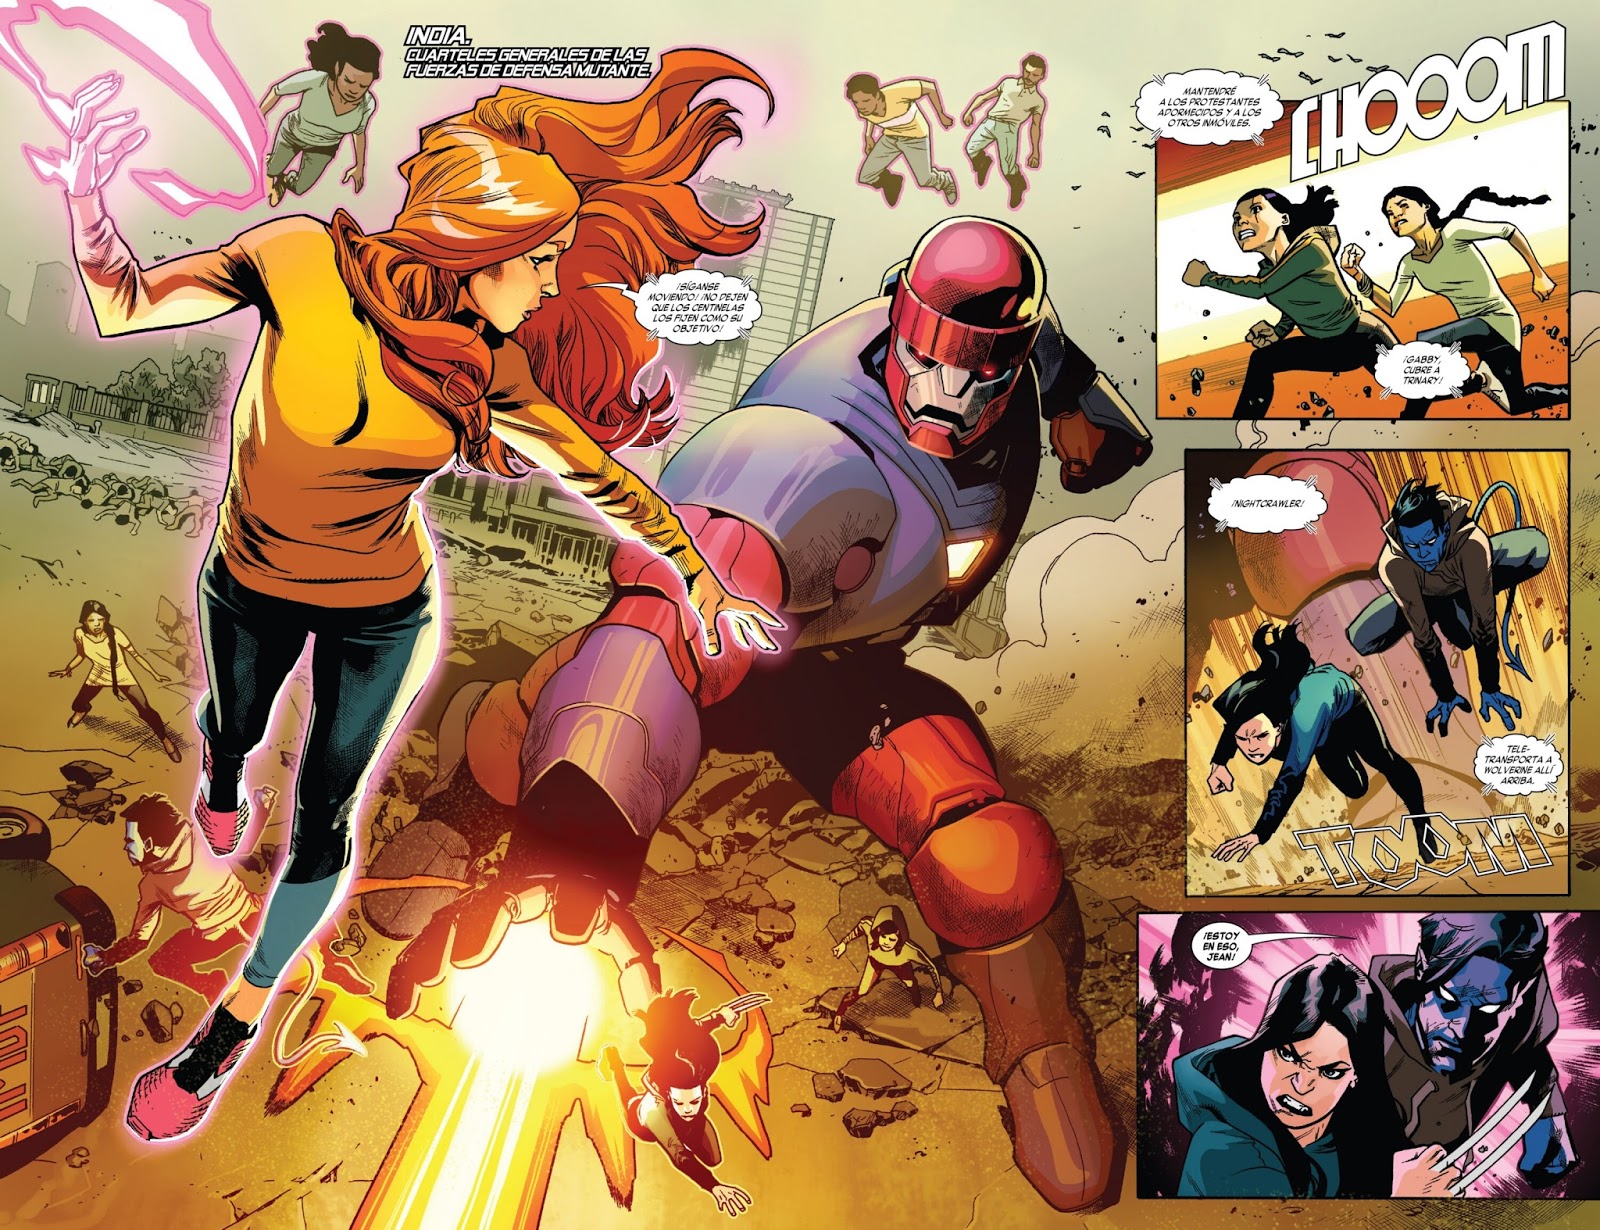 INDIA.
CUARTELES GENERALES DE LAS
FUERZAS DE DEFENSA MUTANTE.
¡SÍGANSE
MOVIENDO! ¡NO DEJEN
QUE LOS CENTINELAS
LOS FIJEN COMO SU
OBJETIVO!
MANTENDRÉ
A LOS PROTESTANTES
ADORMECIDOS Y A LOS
OTROS INMÓVILES.
CHOOOM
¡GABBY,
CUBRE A
TRINARY!
¡NIGHTCRAWLER!
TELE-
TRANSPORTA A
WOLVERINE ALLÍ
ARRIBA.
TOOM
¡ESTOY
EN ESO,
JEAN!